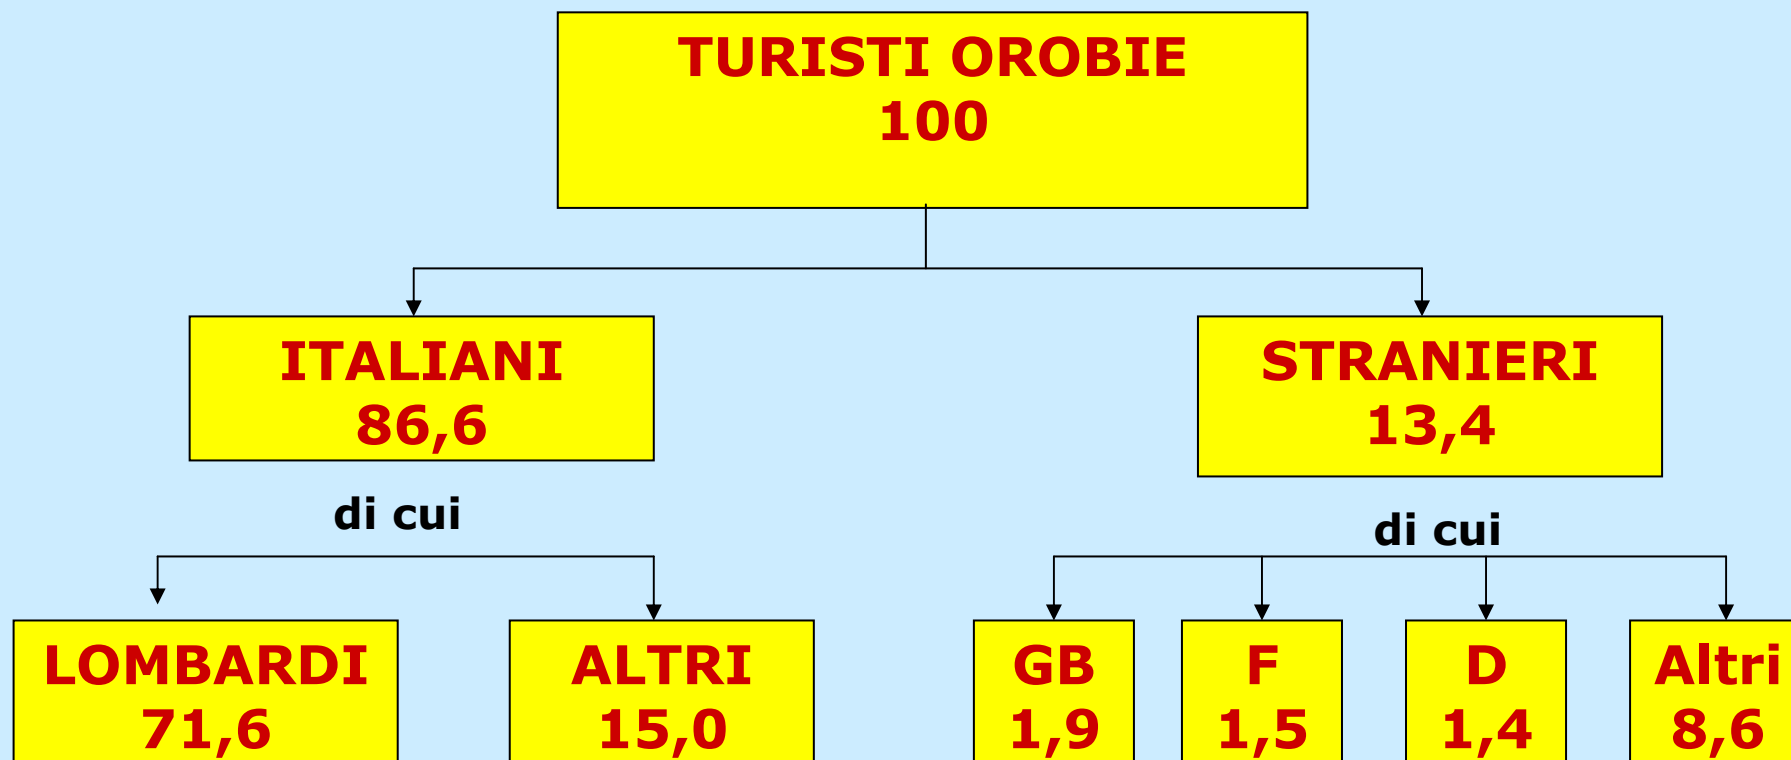 TURISTI OROBIE
100
ITALIANI
86,6
STRANIERI
13,4
di cui
di cui
LOMBARDI
71,6
ALTRI
15,0
GB
1,9
F
1,5
D
1,4
Altri
8,6